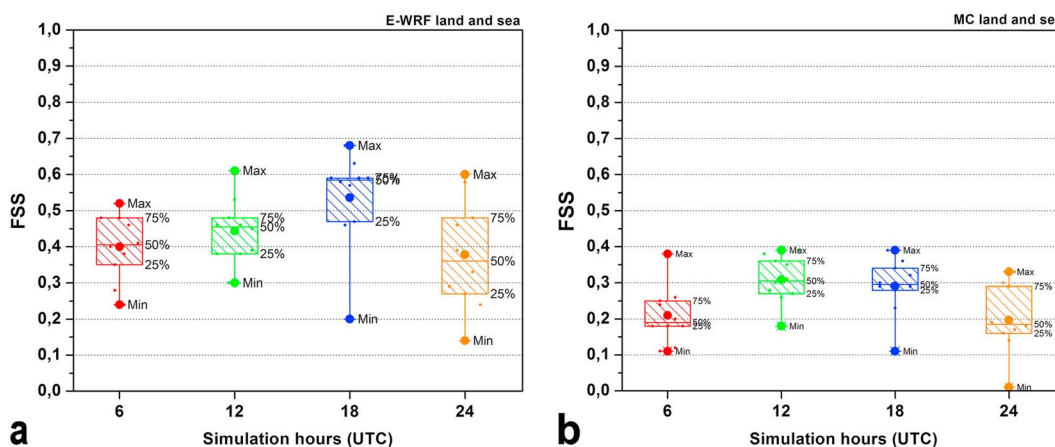 E-WRF land and sea
1,0
0,9
0,8
0,7
0,6
0,5
0,4
0,3
0,2
0,1
0,0
FSS
Max
75%
50%
25%
Min
Max
75%
50%
25%
Min
Max
75%
50%
25%
Min
Max
75%
50%
25%
Min
6 12 18 24
Simulation hours (UTC)
a
MC land and se
1,0
0,9
0,8
0,7
0,6
0,5
0,4
0,3
0,2
0,1
0,0
FSS
Max
75%
50%
25%
Min
Max
75%
50%
25%
Min
Max
75%
50%
25%
Min
Max
75%
50%
25%
Min
6 12 18 24
Simulation hours (UTC)
b